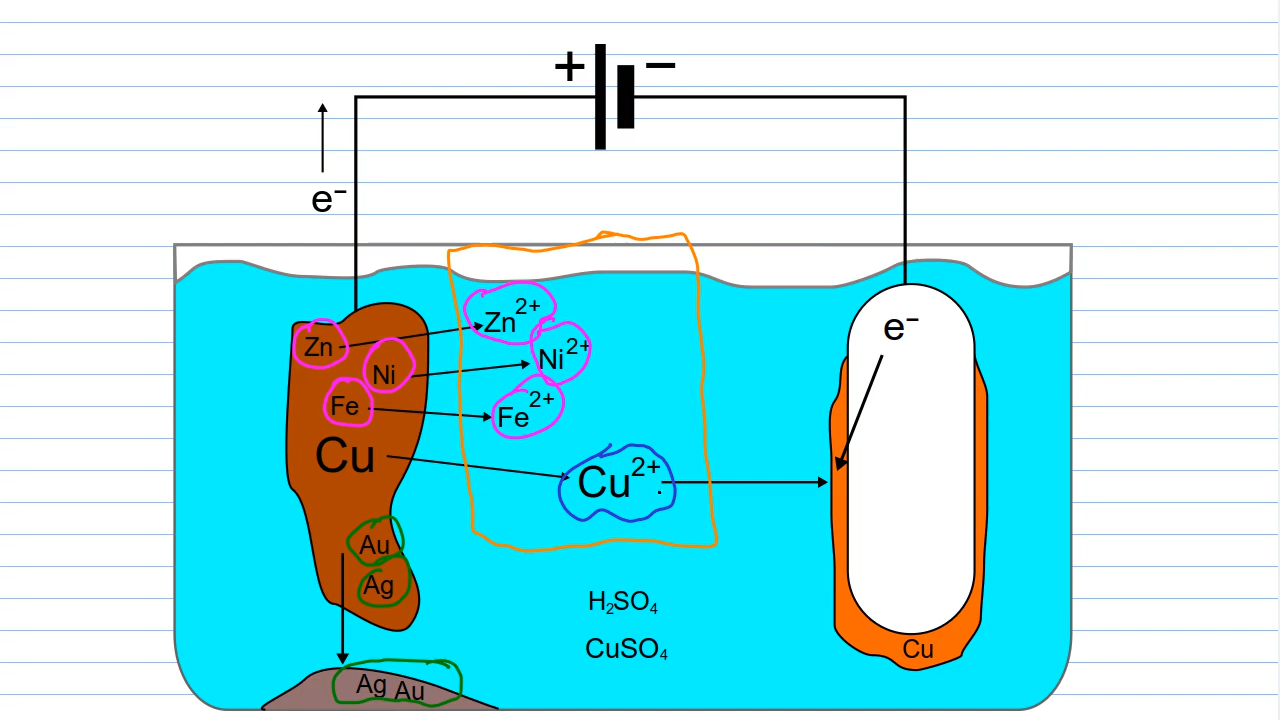 + −
e⁻
Zn²⁺
e⁻
Zn
Ni²⁺
Ni
Fe
Fe²⁺
Cu
Cu²⁺
Au
Ag
H₂SO₄
CuSO₄
Cu
Ag Au